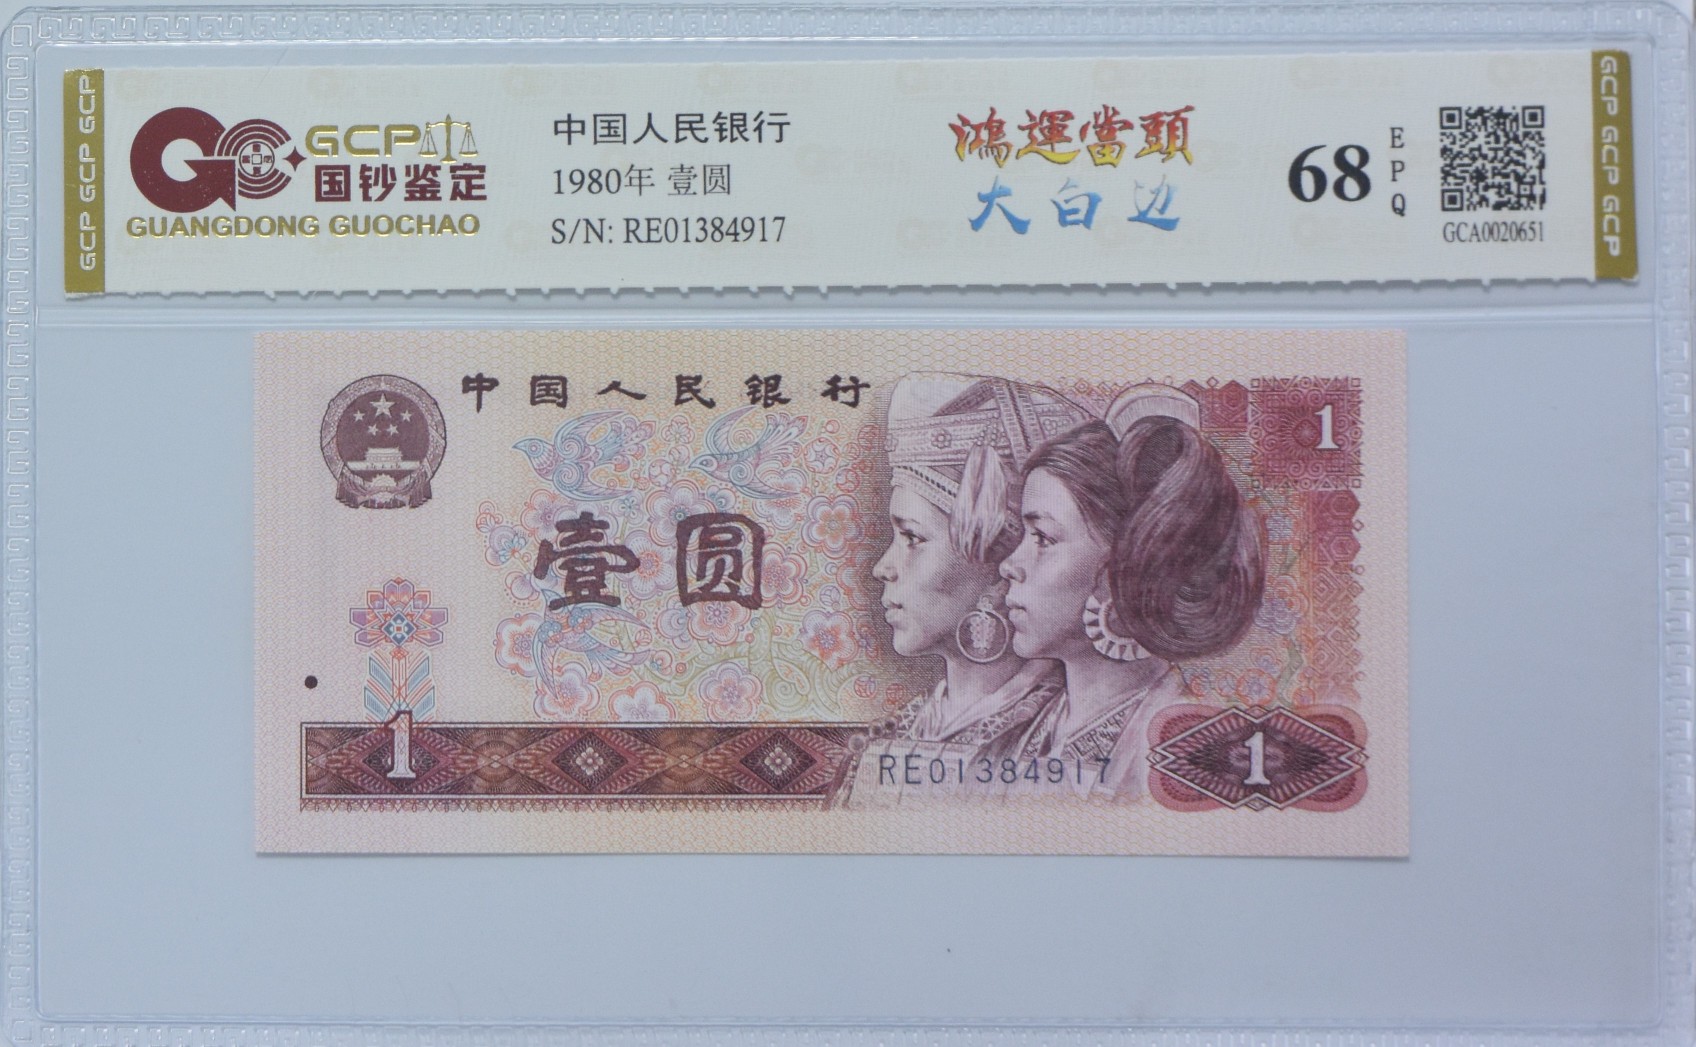 GCP GCP GCP
GCP
国钞鉴定
GUANGDONG GUOCHAO
中国人民银行
1980年 壹圆
S/N: RE01384917
鸿運當頭
大白边
68
EPQ
GCA0020651
GCP GCP GCP
中国人民银行
1
壹圆
1
RE01384917
1